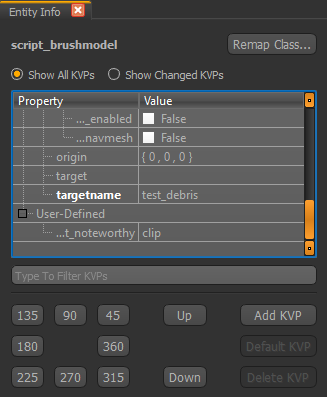 Entity Info
script_brushmodel
Remap Class...
Show All KVPs Show Changed KVPs
Property Value
..._enabled False
...navmesh False
origin { 0 , 0 , 0 }
target
targetname test_debris
User-Defined
...t_noteworthy clip
Type To Filter KVPs
135 90 45 Up Add KVP
180 360 Default KVP
225 270 315 Down Delete KVP